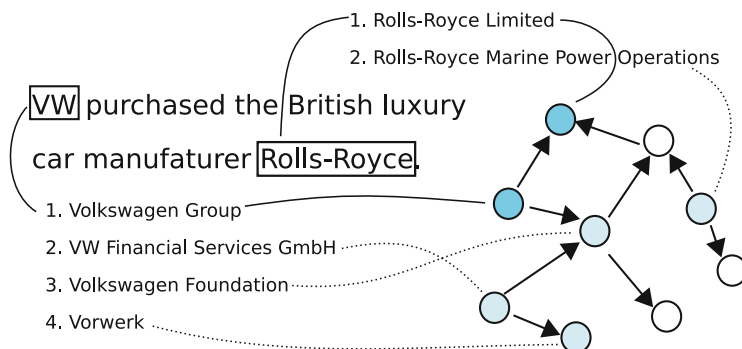 1. Rolls-Royce Limited
2. Rolls-Royce Marine Power Operations
VW purchased the British luxury
car manufaturer Rolls-Royce.
1. Volkswagen Group
2. VW Financial Services GmbH
3. Volkswagen Foundation
4. Vorwerk